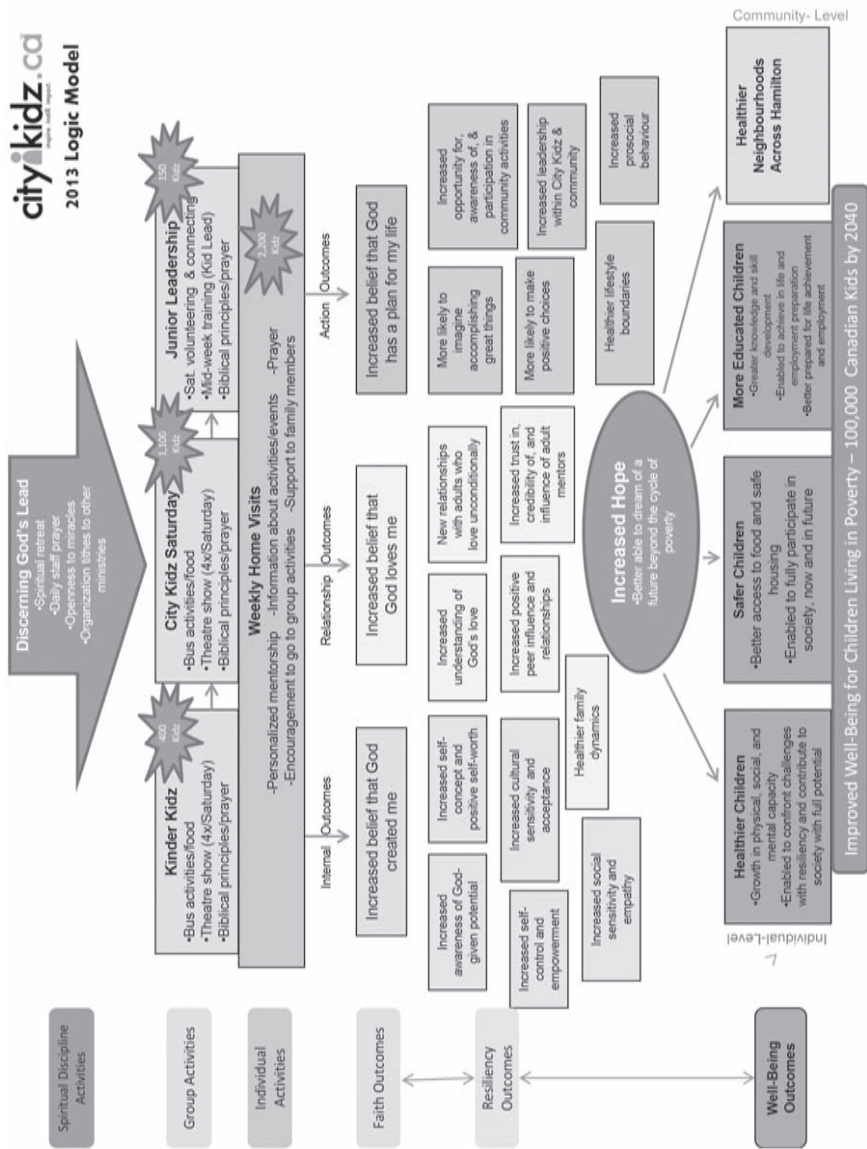 citykidz.ca
inspire. instill. impact.
2013 Logic Model
Spiritual Discipline
Activities
Discerning God's Lead
•Spiritual retreat
•Daily staff prayer
•Openness to miracles
•Organization tithes to other
ministries
Group Activities
400
Kidz
Kinder Kidz
•Bus activities/food
•Theatre show (4x/Saturday)
•Biblical principles/prayer
1,100
Kidz
City Kidz Saturday
•Bus activities/food
•Theatre show (4x/Saturday)
•Biblical principles/prayer
150
Kidz
Junior Leadership
•Sat. volunteering & connecting
•Mid-week training (Kid Lead)
•Biblical principles/prayer
Individual
Activities
2,200
Kidz
Weekly Home Visits
-Personalized mentorship -Information about activities/events -Prayer
-Encouragement to go to group activities -Support to family members
Internal Outcomes
Relationship Outcomes
Action Outcomes
Faith Outcomes
Increased belief that God
created me
Increased belief that
God loves me
Increased belief that God
has a plan for my life
Resiliency
Outcomes
Increased
awareness of God-
given potential
Increased self-
concept and
positive self-worth
Increased self-
control and
empowerment
Increased cultural
sensitivity and
acceptance
Increased social
sensitivity and
empathy
Healthier family
dynamics
Increased
understanding of
God's love
New relationships
with adults who
love unconditionally
Increased positive
peer influence and
relationships
Increased trust in,
credibility of, and
influence of adult
mentors
More likely to
imagine
accomplishing
great things
Increased
opportunity for,
awareness of, &
participation in
community activities
More likely to make
positive choices
Increased leadership
within City Kidz &
community
Healthier lifestyle
boundaries
Increased
prosocial
behaviour
Increased Hope
•Better able to dream of a
future beyond the cycle of
poverty
Well-Being
Outcomes
Individual-Level
Community- Level
Healthier Children
•Growth in physical, social, and
mental capacity
•Enabled to confront challenges
with resiliency and contribute to
society with full potential
Safer Children
•Better access to food and safe
housing
•Enabled to fully participate in
society, now and in future
More Educated Children
•Greater knowledge and skill
development
•Enabled to achieve in life and
employment preparation
•Better prepared for life achievement
and employment
Healthier
Neighbourhoods
Across Hamilton
Improved Well-Being for Children Living in Poverty – 100,000 Canadian Kids by 2040